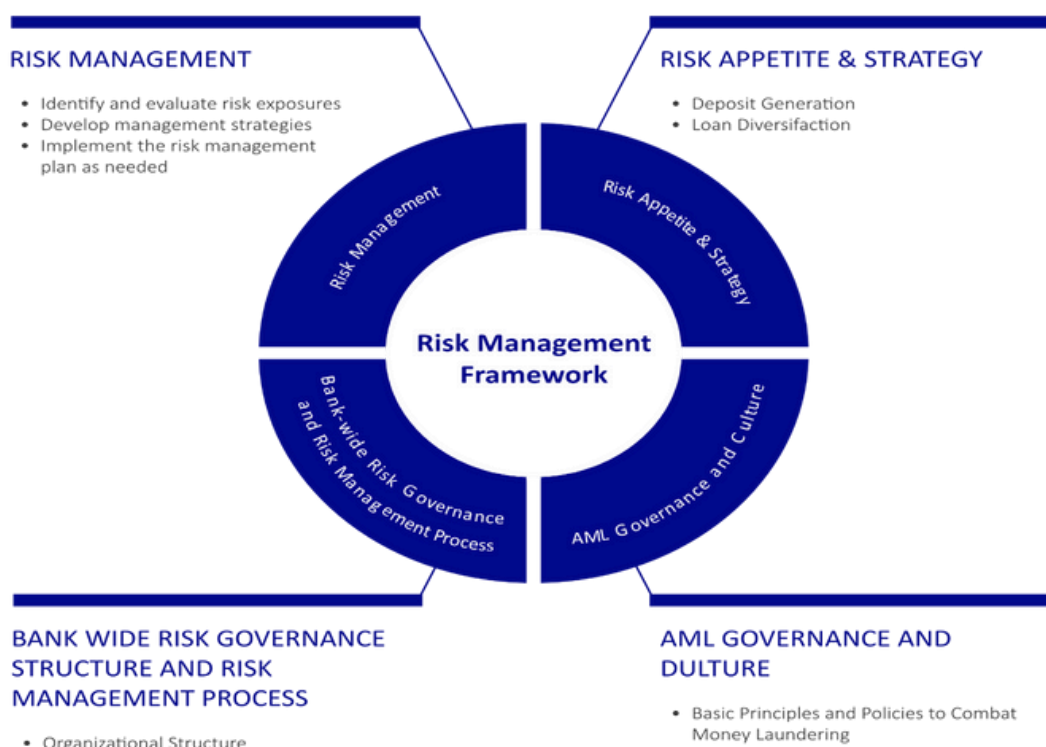 RISK MANAGEMENT
• Identify and evaluate risk exposures
• Develop management strategies
• Implement the risk management
plan as needed
RISK APPETITE & STRATEGY
• Deposit Generation
• Loan Diversifaction
Risk Management
Risk Appetite & Strategy
Risk Management
Framework
Bank-wide Risk Governance
and Risk Management Process
AML Governance and Culture
BANK WIDE RISK GOVERNANCE
STRUCTURE AND RISK
MANAGEMENT PROCESS
• Organizational Structure
AML GOVERNANCE AND
DULTURE
• Basic Principles and Policies to Combat
Money Laundering